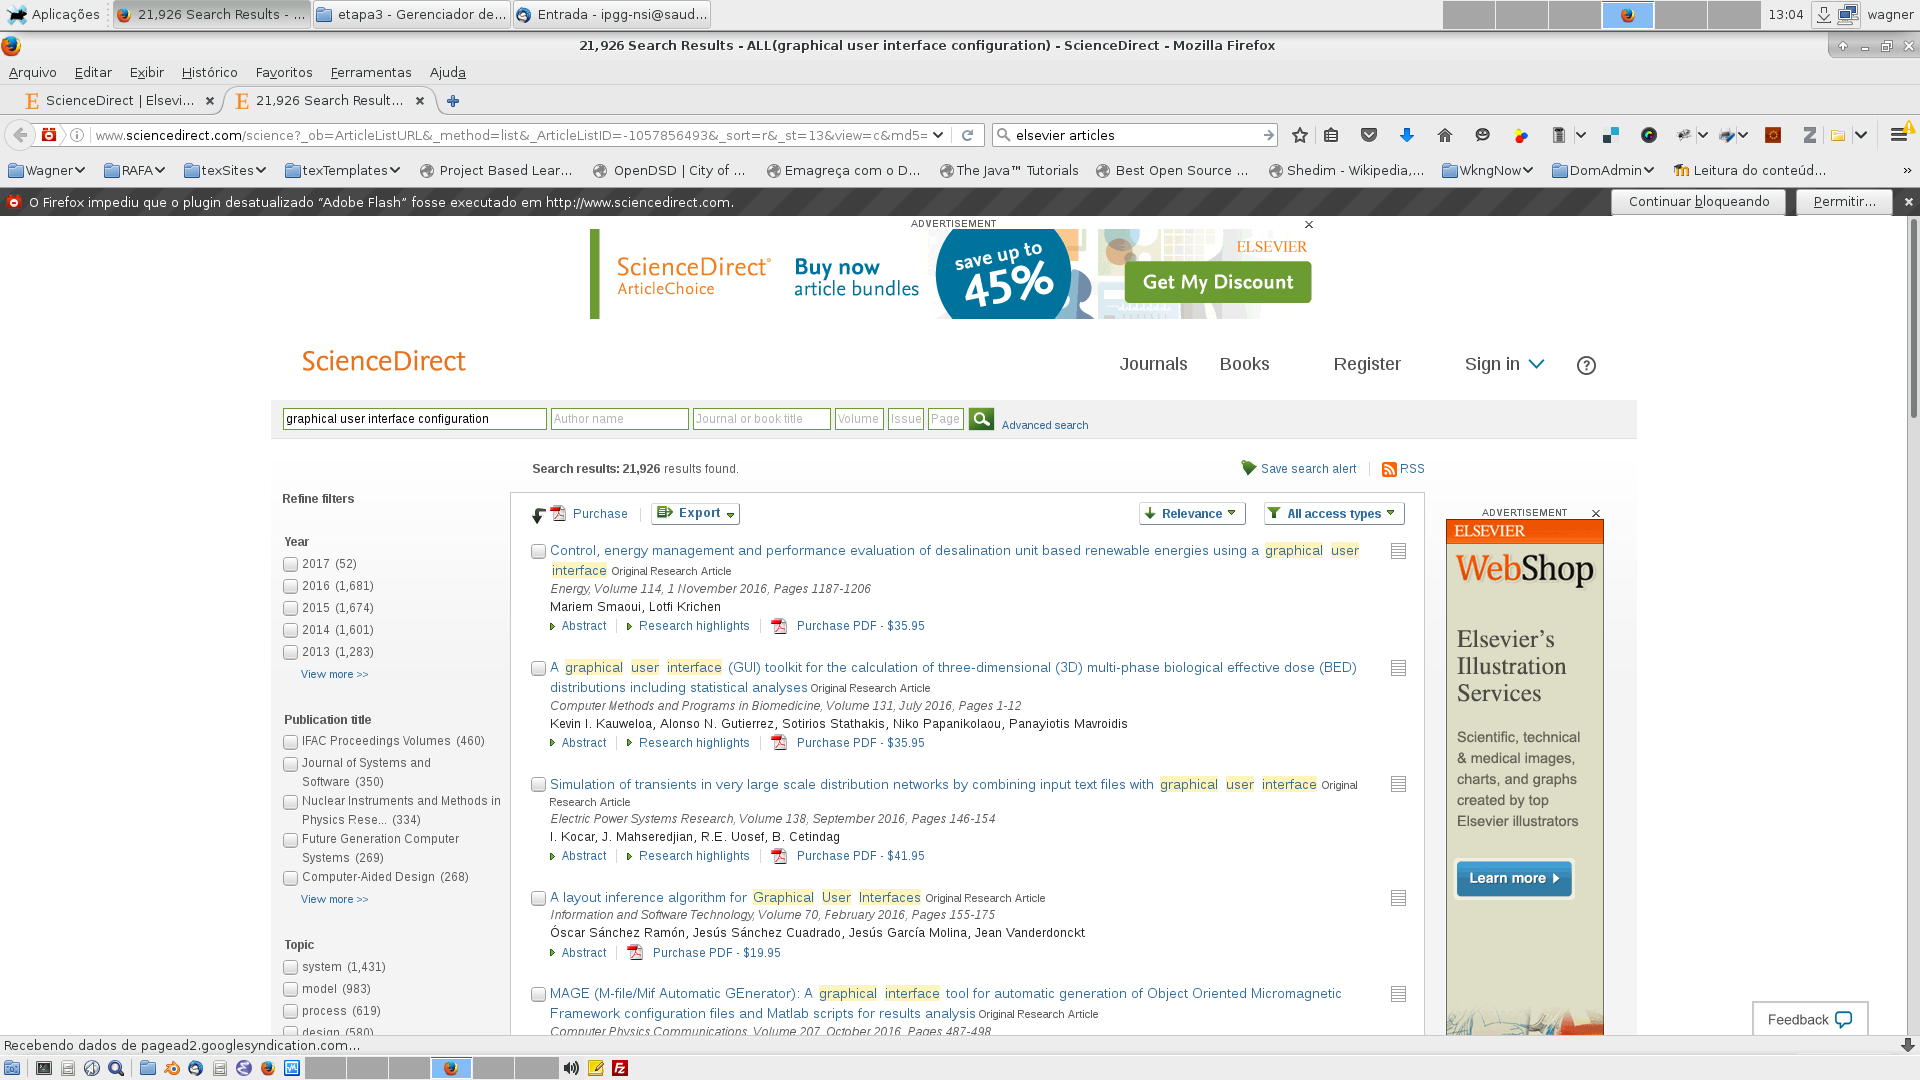 Aplicações
21,926 Search Results - ...
etapa3 - Gerenciador de...
Entrada - ipgg-nsi@saud...
13:04
wagner
21,926 Search Results - ALL(graphical user interface configuration) - ScienceDirect - Mozilla Firefox
Arquivo Editar Exibir Histórico Favoritos Ferramentas Ajuda
ScienceDirect | Elsevi...
21,926 Search Result...
www.sciencedirect.com/science?_ob=ArticleListURL&_method=list&_ArticleListID=-1057856493&_sort=r&_st=13&view=c&md5=
elsevier articles
Wagner RAFA texSites texTemplates Project Based Lear... OpenDSD | City of ... Emagreça com o D... The Java™ Tutorials Best Open Source ... Shedim - Wikipedia,... WkngNow DomAdmin Leitura do conteúd... »
O Firefox impediu que o plugin desatualizado “Adobe Flash” fosse executado em http://www.sciencedirect.com.
Continuar bloqueando
Permitir...
ADVERTISEMENT
ScienceDirect®
ArticleChoice
Buy now
article bundles
save up to
45%
ELSEVIER
Get My Discount
ScienceDirect
Journals Books Register Sign in ?
graphical user interface configuration
Author name
Journal or book title
Volume
Issue
Page
Advanced search
Search results: 21,926 results found.
Save search alert
RSS
Refine filters
Year
2017 (52)
2016 (1,681)
2015 (1,674)
2014 (1,601)
2013 (1,283)
View more >>
Publication title
IFAC Proceedings Volumes (460)
Journal of Systems and
Software (350)
Nuclear Instruments and Methods in
Physics Rese... (334)
Future Generation Computer
Systems (269)
Computer-Aided Design (268)
View more >>
Topic
system (1,431)
model (983)
process (619)
design (580)
Purchase
Export
Relevance
All access types
Control, energy management and performance evaluation of desalination unit based renewable energies using a graphical user
interface Original Research Article
Energy, Volume 114, 1 November 2016, Pages 1187-1206
Mariem Smaoui, Lotfi Krichen
Abstract Research highlights Purchase PDF - $35.95
A graphical user interface (GUI) toolkit for the calculation of three-dimensional (3D) multi-phase biological effective dose (BED)
distributions including statistical analyses Original Research Article
Computer Methods and Programs in Biomedicine, Volume 131, July 2016, Pages 1-12
Kevin I. Kauweloa, Alonso N. Gutierrez, Sotirios Stathakis, Niko Papanikolaou, Panayiotis Mavroidis
Abstract Research highlights Purchase PDF - $35.95
Simulation of transients in very large scale distribution networks by combining input text files with graphical user interface Original
Research Article
Electric Power Systems Research, Volume 138, September 2016, Pages 146-154
I. Kocar, J. Mahseredjian, R.E. Uosef, B. Cetindag
Abstract Research highlights Purchase PDF - $41.95
A layout inference algorithm for Graphical User Interfaces Original Research Article
Information and Software Technology, Volume 70, February 2016, Pages 155-175
Óscar Sánchez Ramón, Jesús Sánchez Cuadrado, Jesús García Molina, Jean Vanderdonckt
Abstract Purchase PDF - $19.95
MAGE (M-file/Mif Automatic GEnerator): A graphical interface tool for automatic generation of Object Oriented Micromagnetic
Framework configuration files and Matlab scripts for results analysis Original Research Article
Computer Physics Communications, Volume 207, October 2016, Pages 487-498
ADVERTISEMENT
ELSEVIER
WebShop
Elsevier’s
Illustration
Services
Scientific, technical
& medical images,
charts, and graphs
created by top
Elsevier illustrators
Learn more
Feedback
Recebendo dados de pagead2.googlesyndication.com...